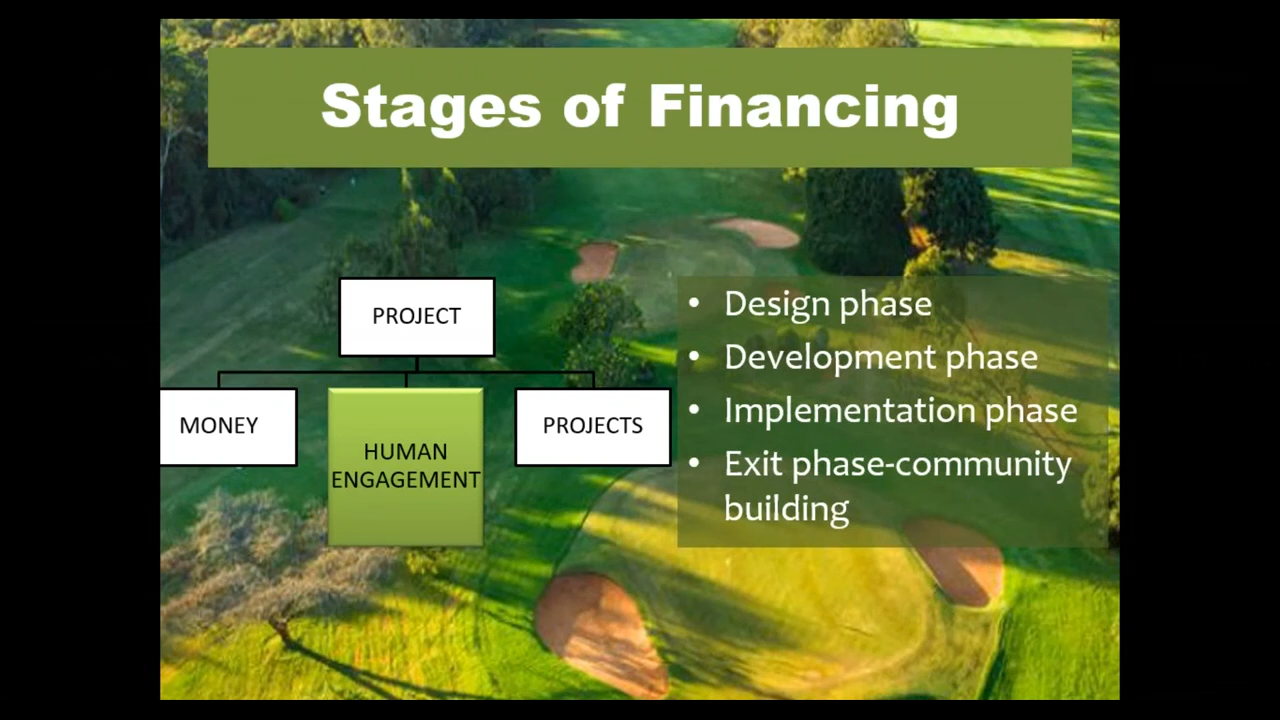 Stages of Financing
PROJECT
MONEY
HUMAN
ENGAGEMENT
PROJECTS
• Design phase
• Development phase
• Implementation phase
• Exit phase-community
building